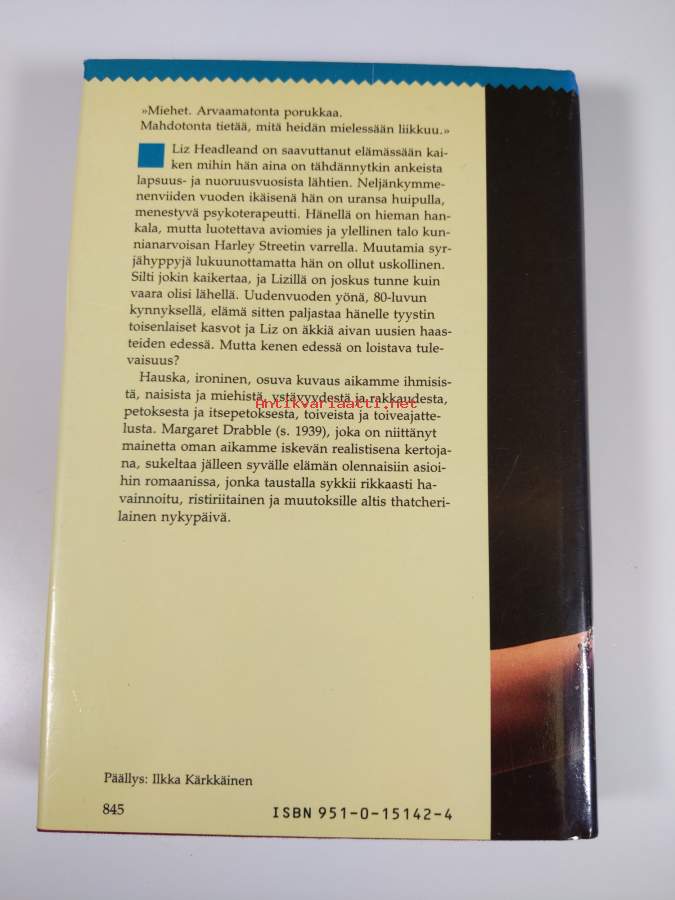 »Miehet. Arvaamatonta porukkaa.
Mahdotonta tietää, mitä heidän mielessään liikkuu.»
Liz Headleand on saavuttanut elämässään kai-
ken mihin hän aina on tähdännytkin ankeista
lapsuus- ja nuoruusvuosista lähtien. Neljänkymme-
nenviiden vuoden ikäisenä hän on uransa huipulla,
menestyvä psykoterapeutti. Hänellä on hieman han-
kala, mutta luotettava aviomies ja ylellinen talo kun-
nianarvoisan Harley Streetin varrella. Muutamia syr-
jähyppyjä lukuunottamatta hän on ollut uskollinen.
Silti jokin kaikertaa, ja Lizillä on joskus tunne kuin
vaara olisi lähellä. Uudenvuoden yönä, 80-luvun
kynnyksellä, elämä sitten paljastaa hänelle tyystin
toisenlaiset kasvot ja Liz on äkkiä aivan uusien haas-
teiden edessä. Mutta kenen edessä on loistava tule-
vaisuus?
Hauska, ironinen, osuva kuvaus aikamme ihmisis-
tä, naisista ja miehistä, ystävyydestä ja rakkaudesta,
Antikvariaatti.net
petoksesta ja itsepetoksesta, toiveista ja toiveajatte-
lusta. Margaret Drabble (s. 1939), joka on niittänyt
mainetta oman aikamme iskevän realistisena kertoja-
na, sukeltaa jälleen syvälle elämän olennaisiin asioi-
hin romaanissa, jonka taustalla sykkii rikkaasti ha-
vainnoitu, ristiriitainen ja muutoksille altis thatcheri-
lainen nykypäivä.
Päällys: Ilkka Kärkkäinen
845
ISBN 951-0-15142-4